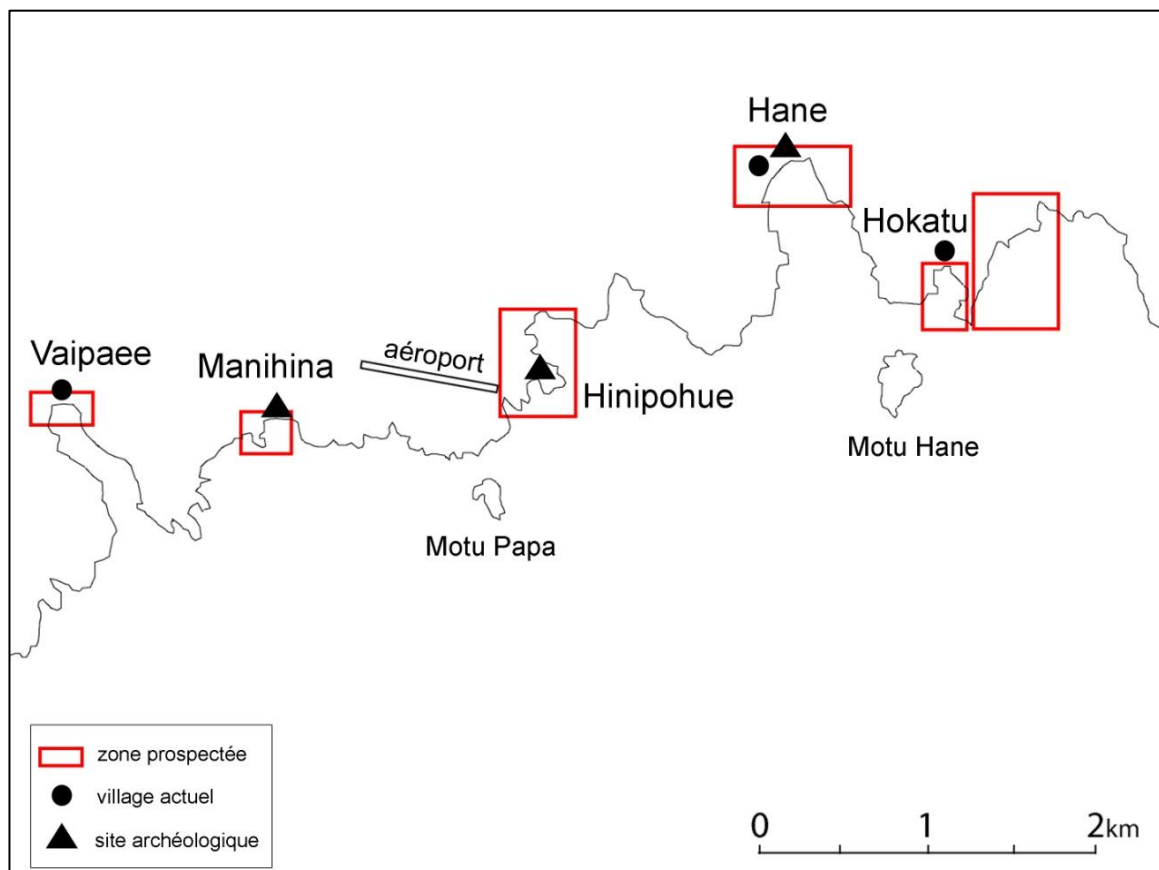 Hane
Hokatu
aéroport
Vaipaee
Manihina
Hinipohue
Motu Hane
Motu Papa
zone prospectée
village actuel
site archéologique
0 1 2km